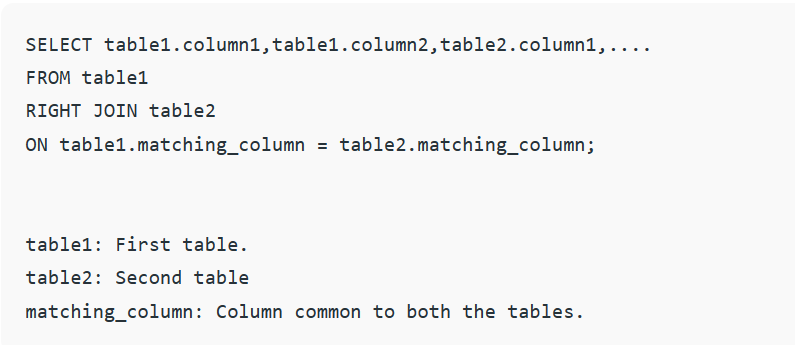 SELECT table1.column1,table1.column2,table2.column1,....
FROM table1
RIGHT JOIN table2
ON table1.matching_column = table2.matching_column;
table1: First table.
table2: Second table
matching_column: Column common to both the tables.